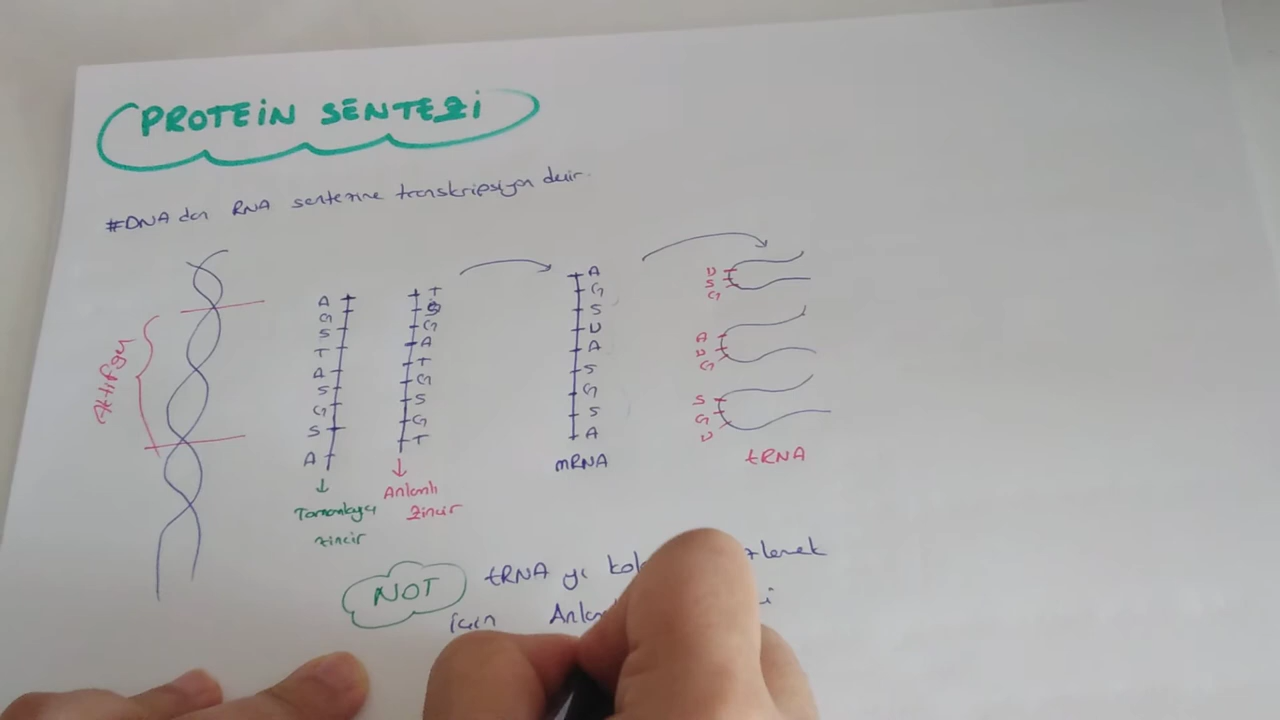 PROTEİN SENTEZİ
#DNA dan RNA sentezine transkripsiyon denir.
Aktif gen
A
G
S
T
A
S
G
S
A
↓
Tamamlayıcı
zincir
T
S
G
A
T
G
S
G
T
↓
Anlamlı
zincir
A
G
S
U
A
S
G
S
A
mRNA
U
S
G
A
U
G
S
G
U
tRNA
NOT
tRNA yı
için